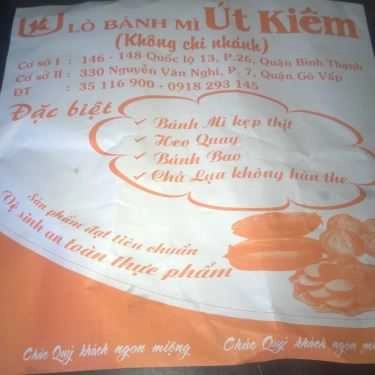 LÒ BÁNH MÌ Út Kiêm
(Không chi nhánh)
Cơ sở I : 146 - 148 Quốc lộ 13, P.26, Quận Bình Thạnh
Cơ sở II : 330 Nguyễn Văn Nghi, P. 7, Quận Gò Vấp
ĐT : 35 116 900 - 0918 293 145
Đặc biệt
✓ Bánh Mì kẹp thịt
✓ Heo Quay
✓ Bánh Bao
✓ Chả Lụa không hàn the
Sản phẩm đạt tiêu chuẩn
Vệ sinh an toàn thực phẩm
Chúc Quý khách ngon miệng
Chúc Quý khách ngon miệng